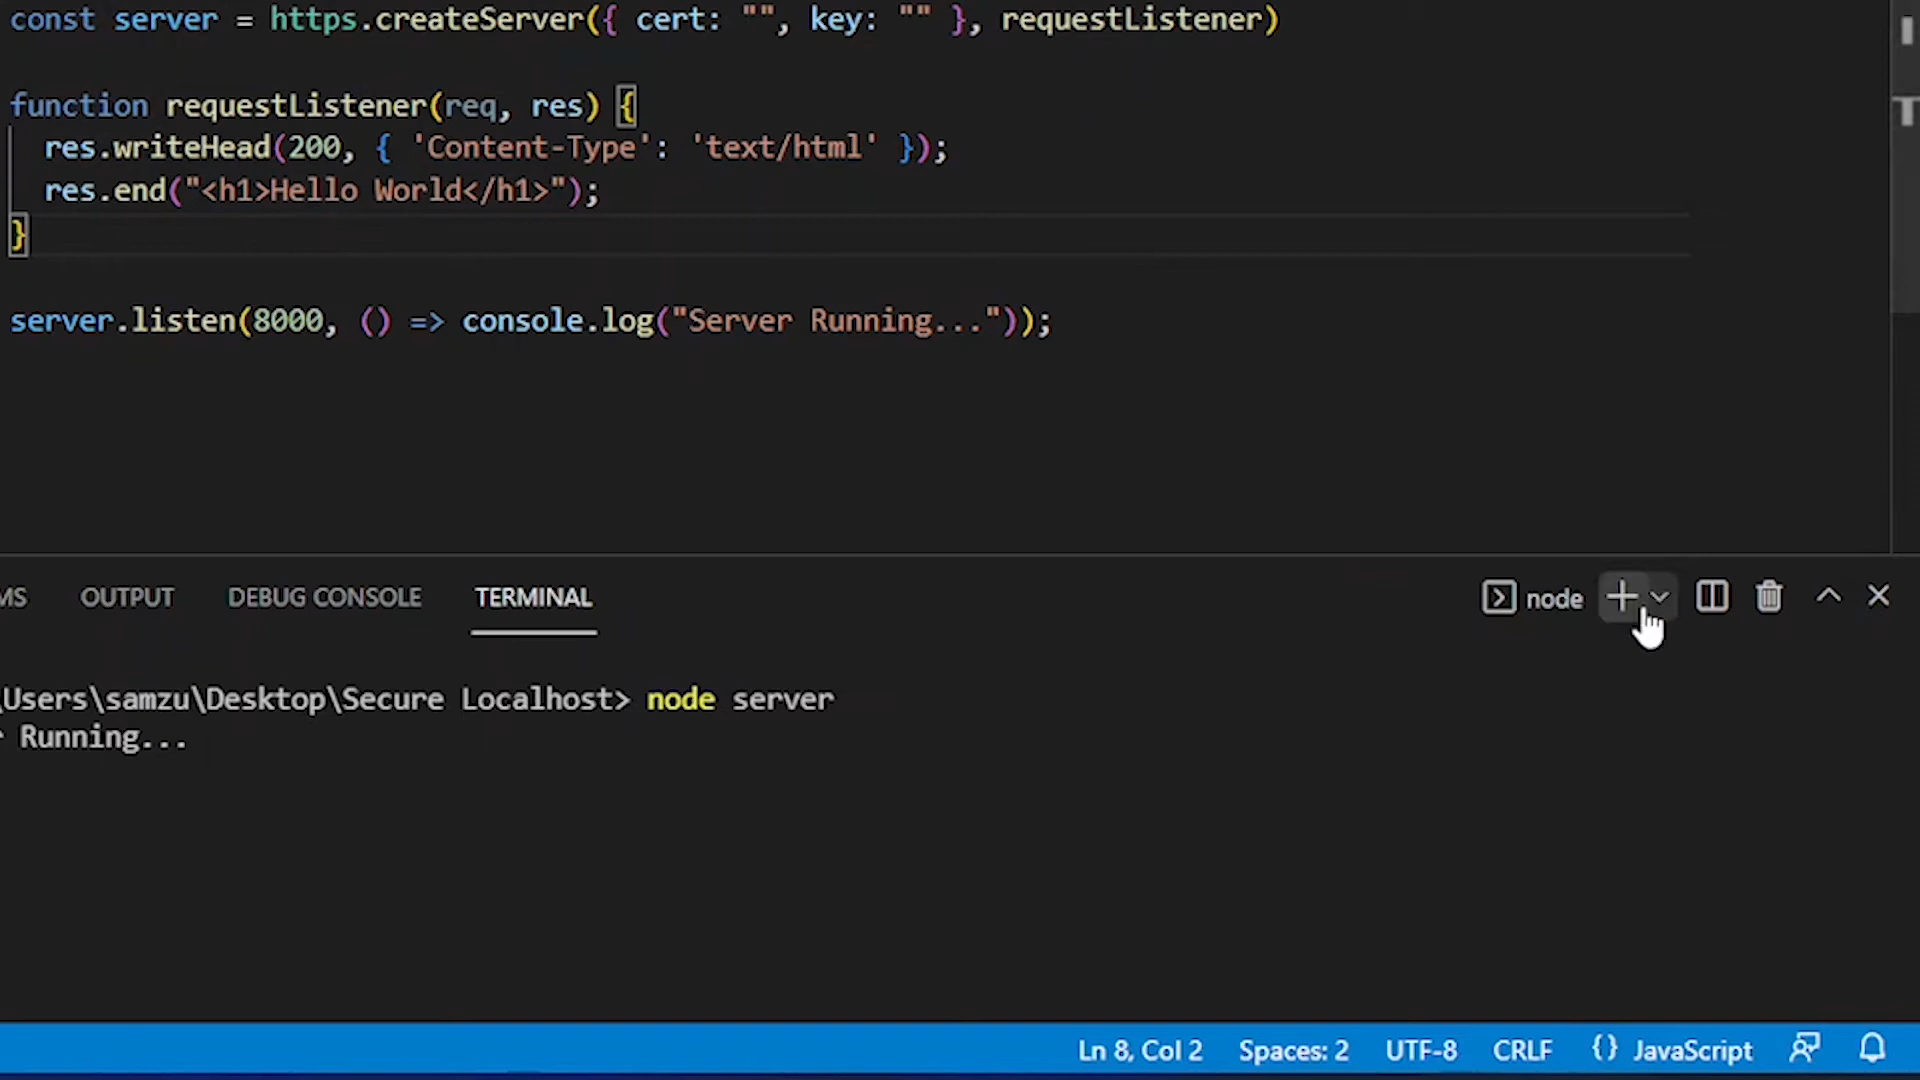 const server = https.createServer({ cert: "", key: "" }, requestListener)
function requestListener(req, res) {
  res.writeHead(200, { 'Content-Type': 'text/html' });
  res.end("<h1>Hello World</h1>");
}
server.listen(8000, () => console.log("Server Running..."));
MS OUTPUT DEBUG CONSOLE TERMINAL node
\Users\samzu\Desktop\Secure Localhost> node server
r Running...
Ln 8, Col 2 Spaces: 2 UTF-8 CRLF {} JavaScript